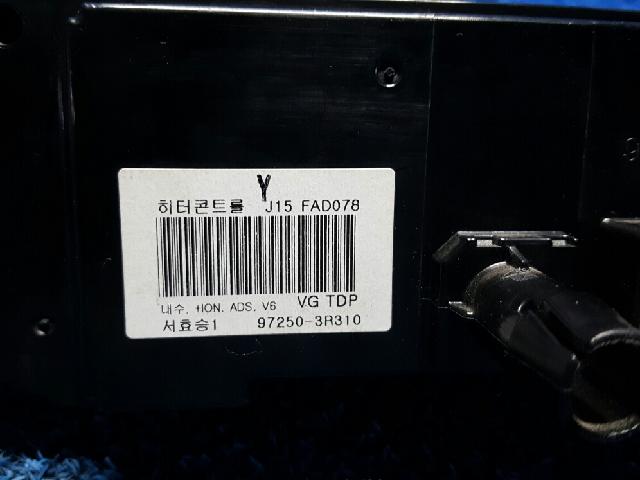 Y
히터콘트롤 J15 FAD078
내수, HON, ADS, V6 VG TDP
서효승1 97250-3R310